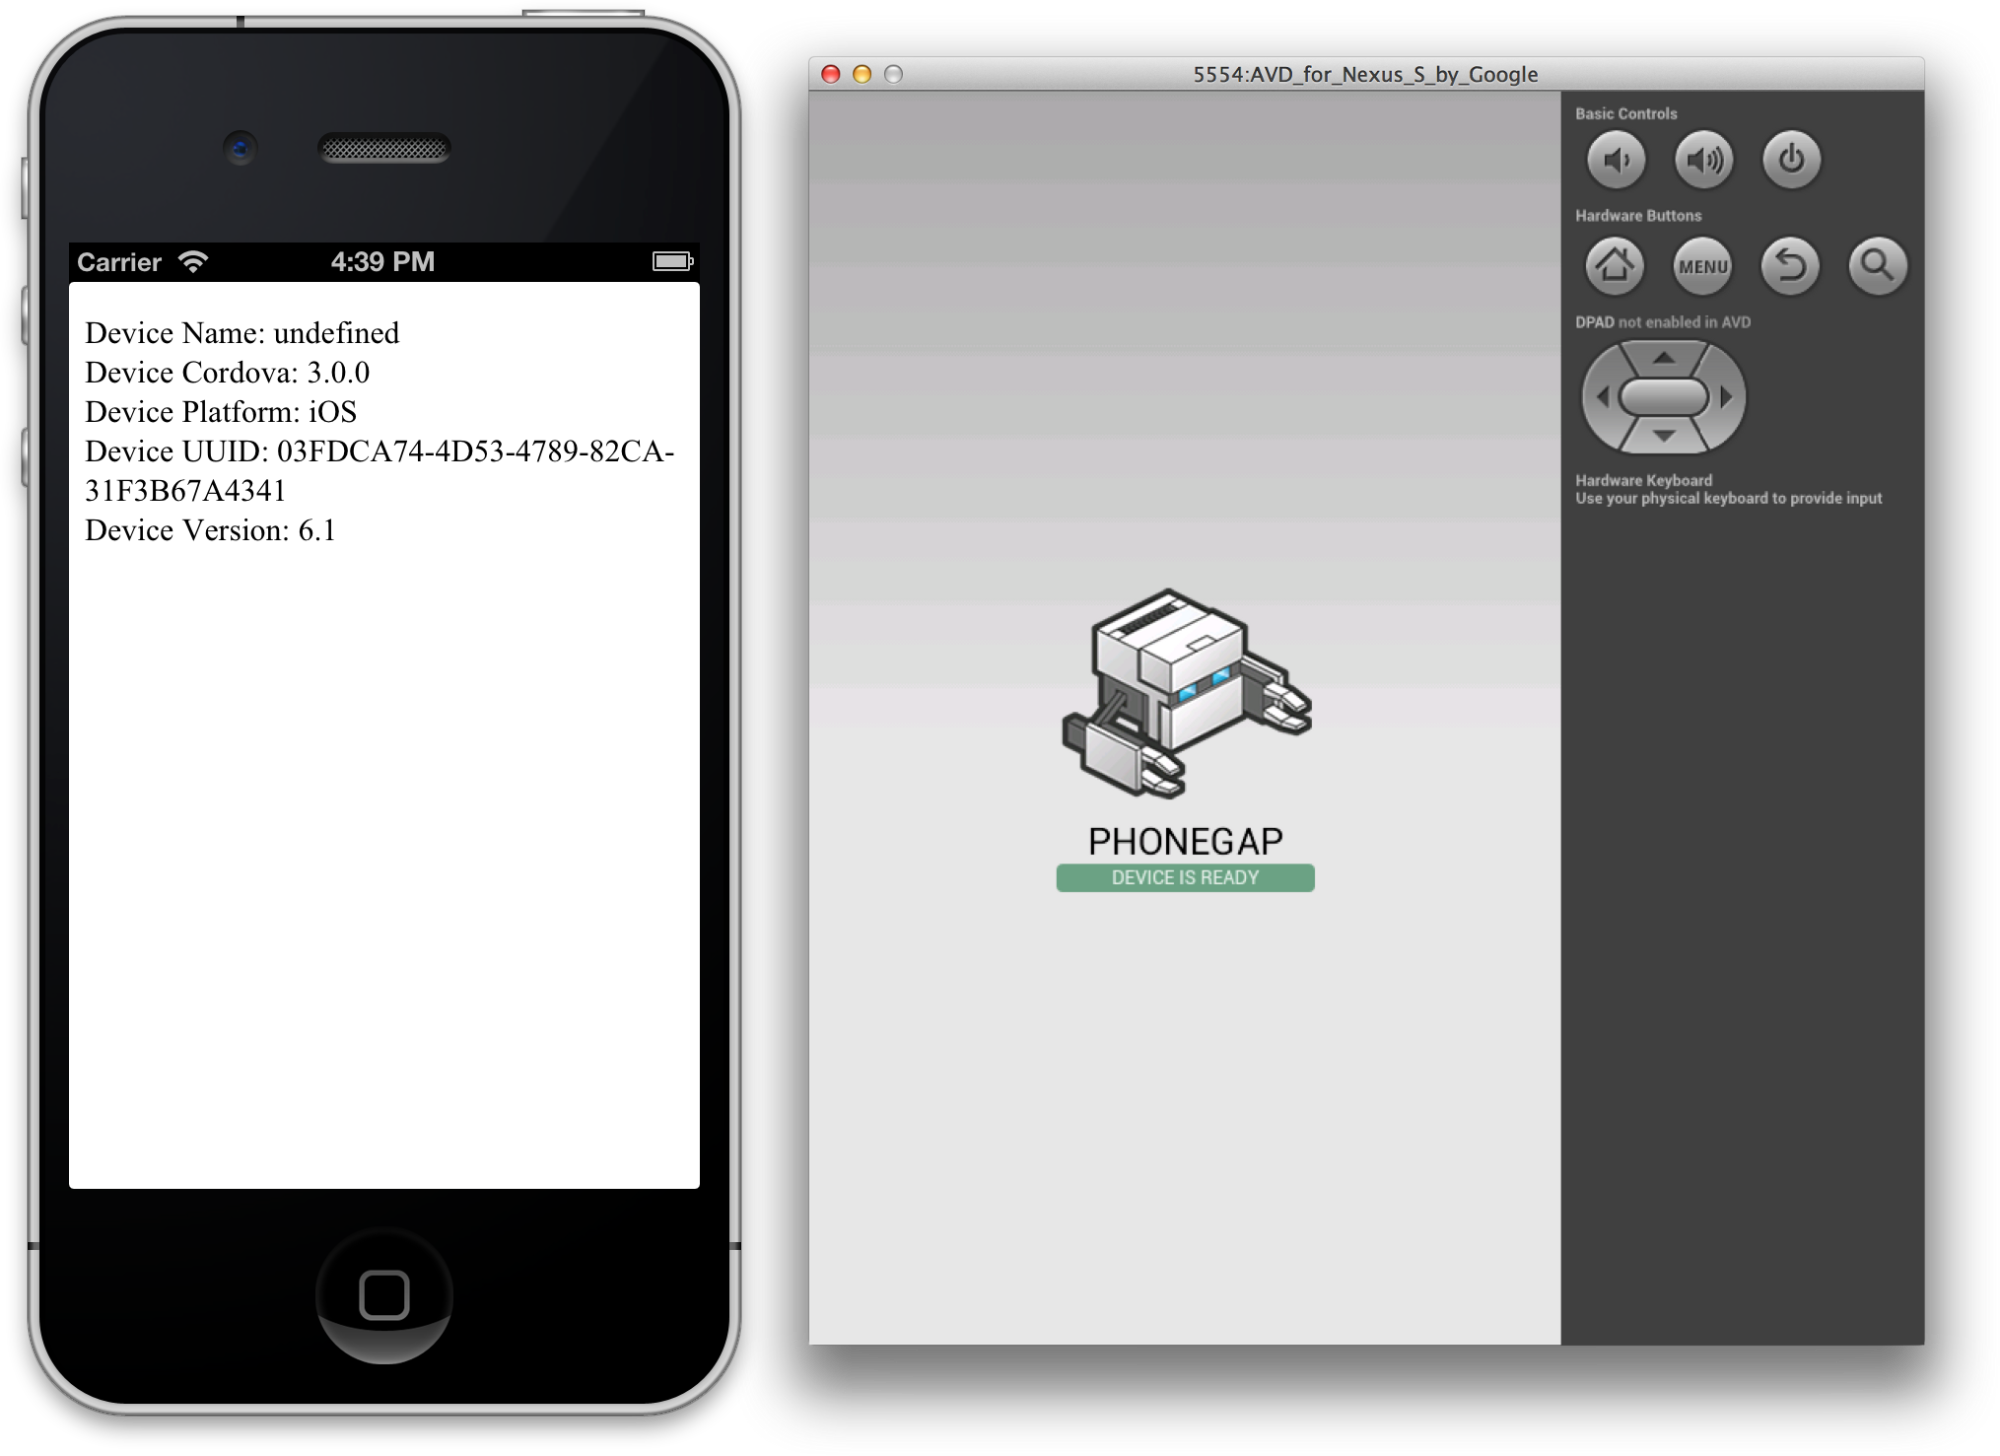 Carrier 4:39 PM
Device Name: undefined
Device Cordova: 3.0.0
Device Platform: iOS
Device UUID: 03FDCA74-4D53-4789-82CA-
31F3B67A4341
Device Version: 6.1
5554:AVD_for_Nexus_S_by_Google
PHONEGAP
DEVICE IS READY
Basic Controls
Hardware Buttons
MENU
DPAD not enabled in AVD
Hardware Keyboard
Use your physical keyboard to provide input